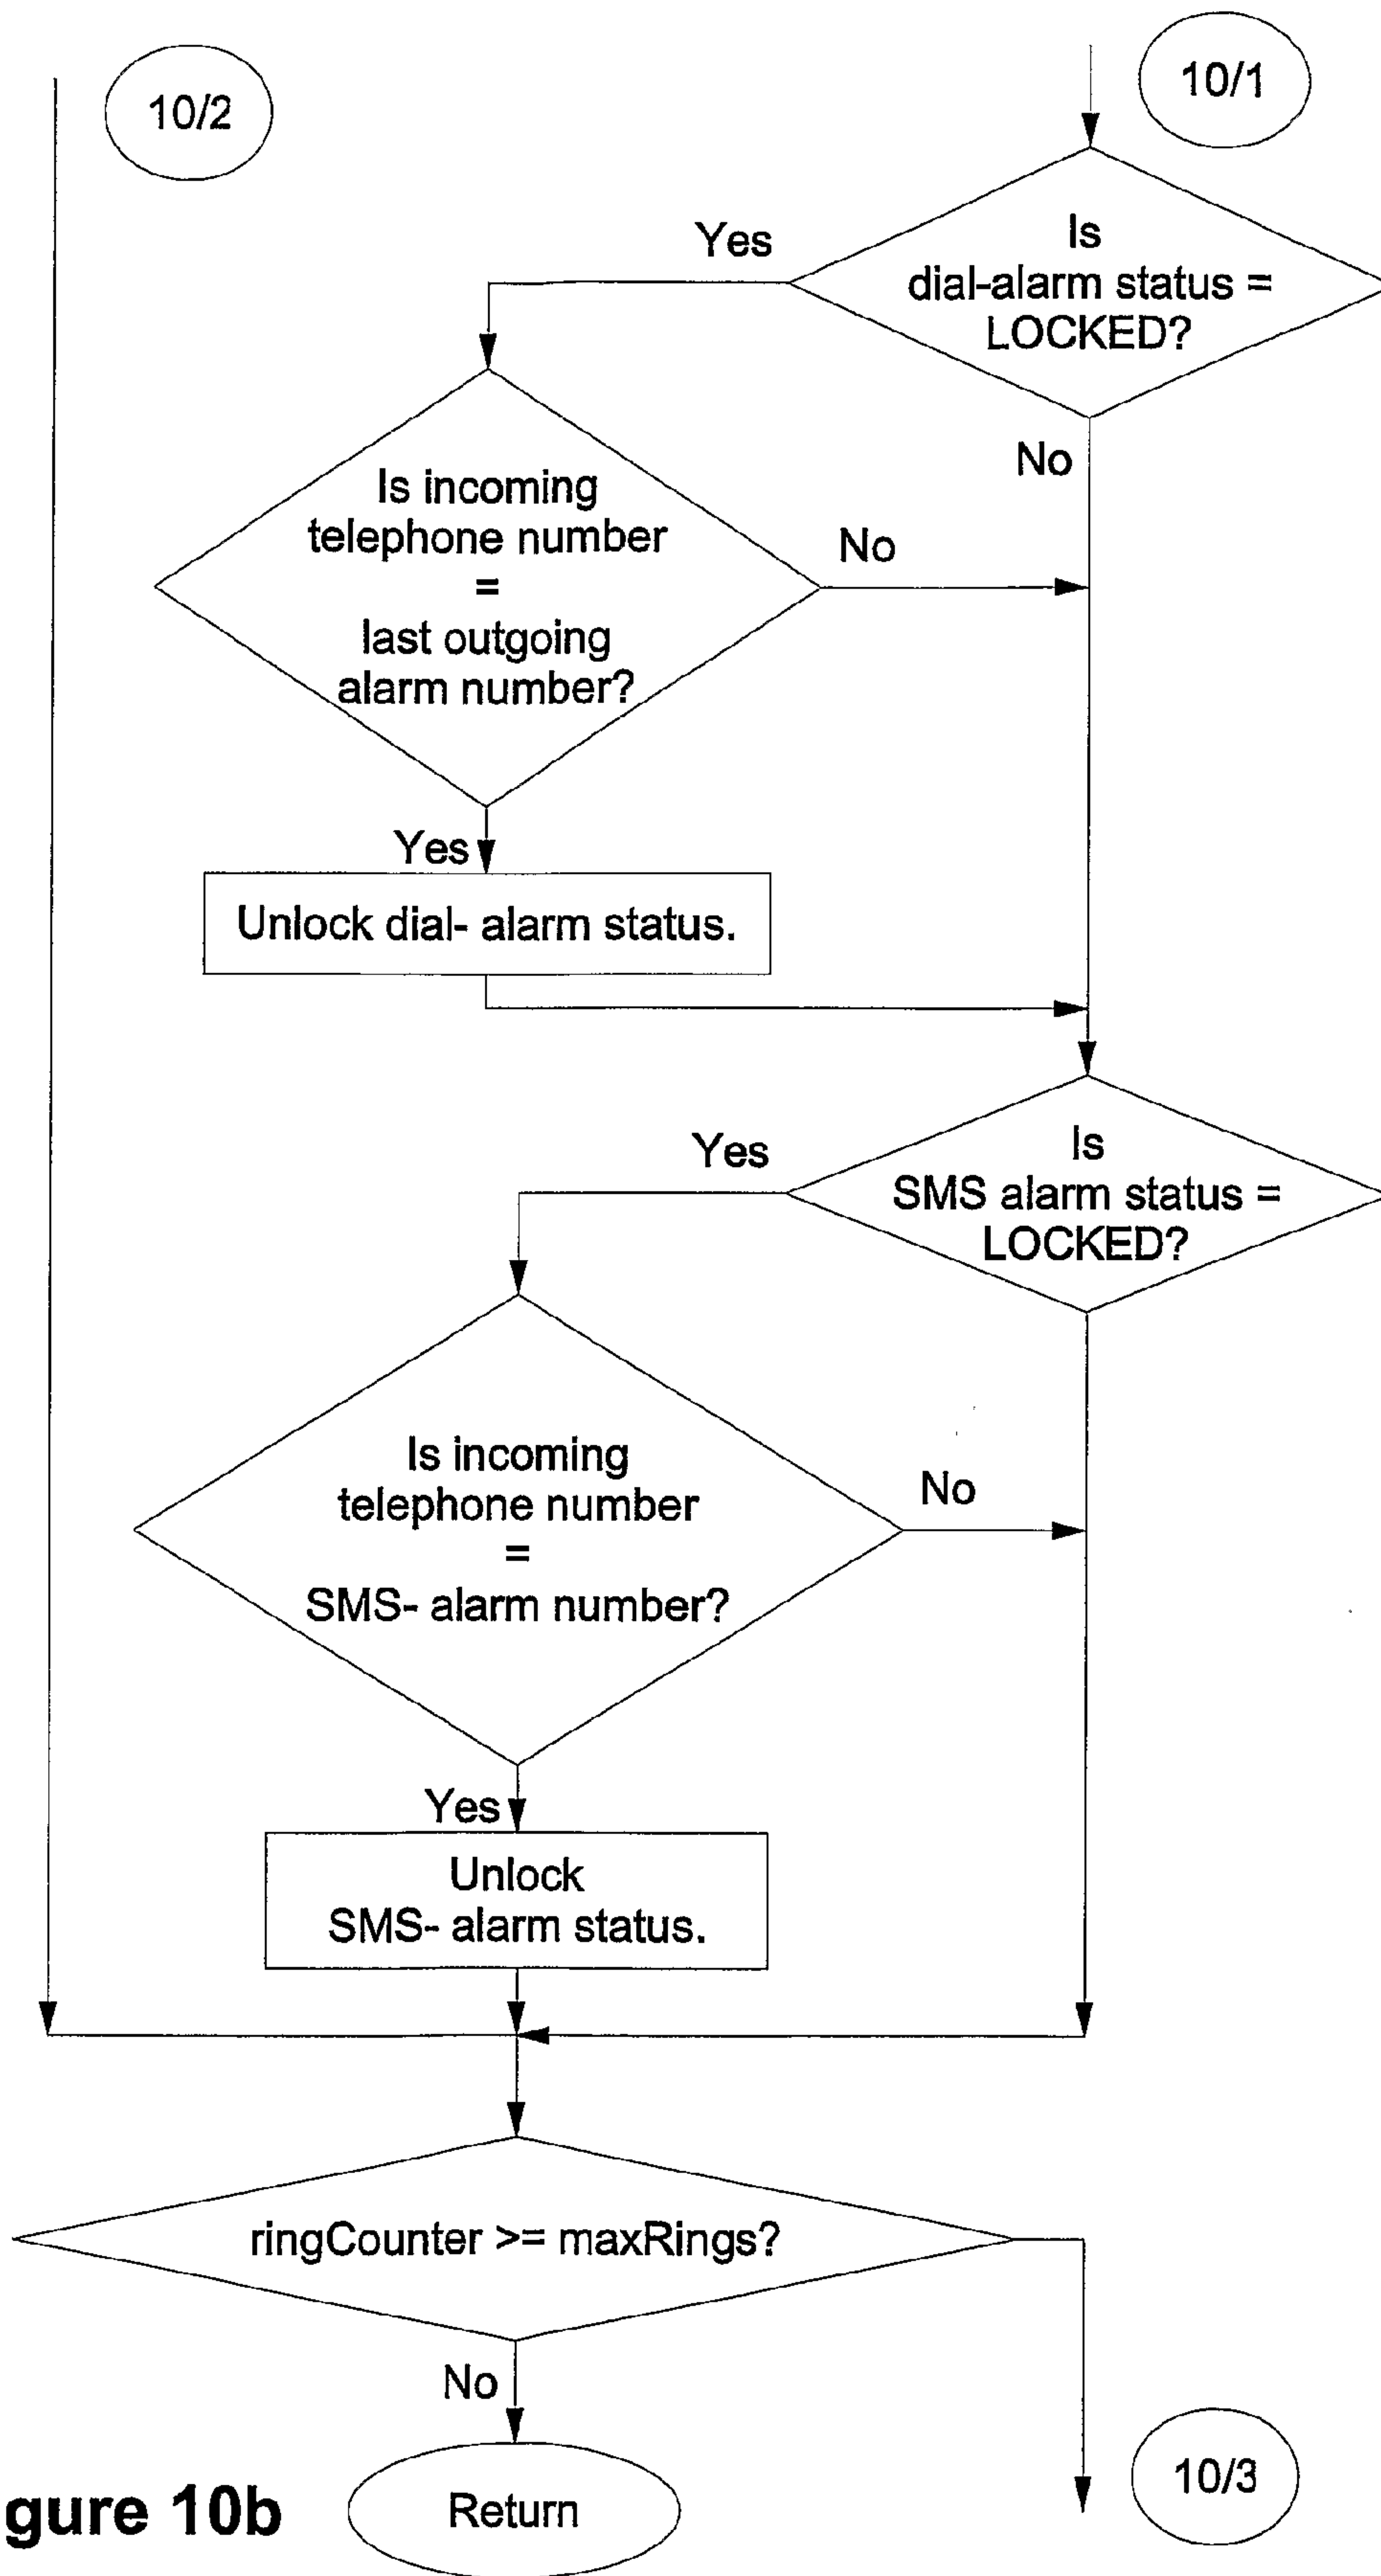 10/2
10/1
Is
dial-alarm status =
LOCKED?
Yes
No
Is incoming
telephone number
=
last outgoing
alarm number?
No
Yes
Unlock dial- alarm status.
Is
SMS alarm status =
LOCKED?
Yes
Is incoming
telephone number
=
SMS- alarm number?
No
Yes
Unlock
SMS- alarm status.
ringCounter >= maxRings?
No
Return
10/3
gure 10b